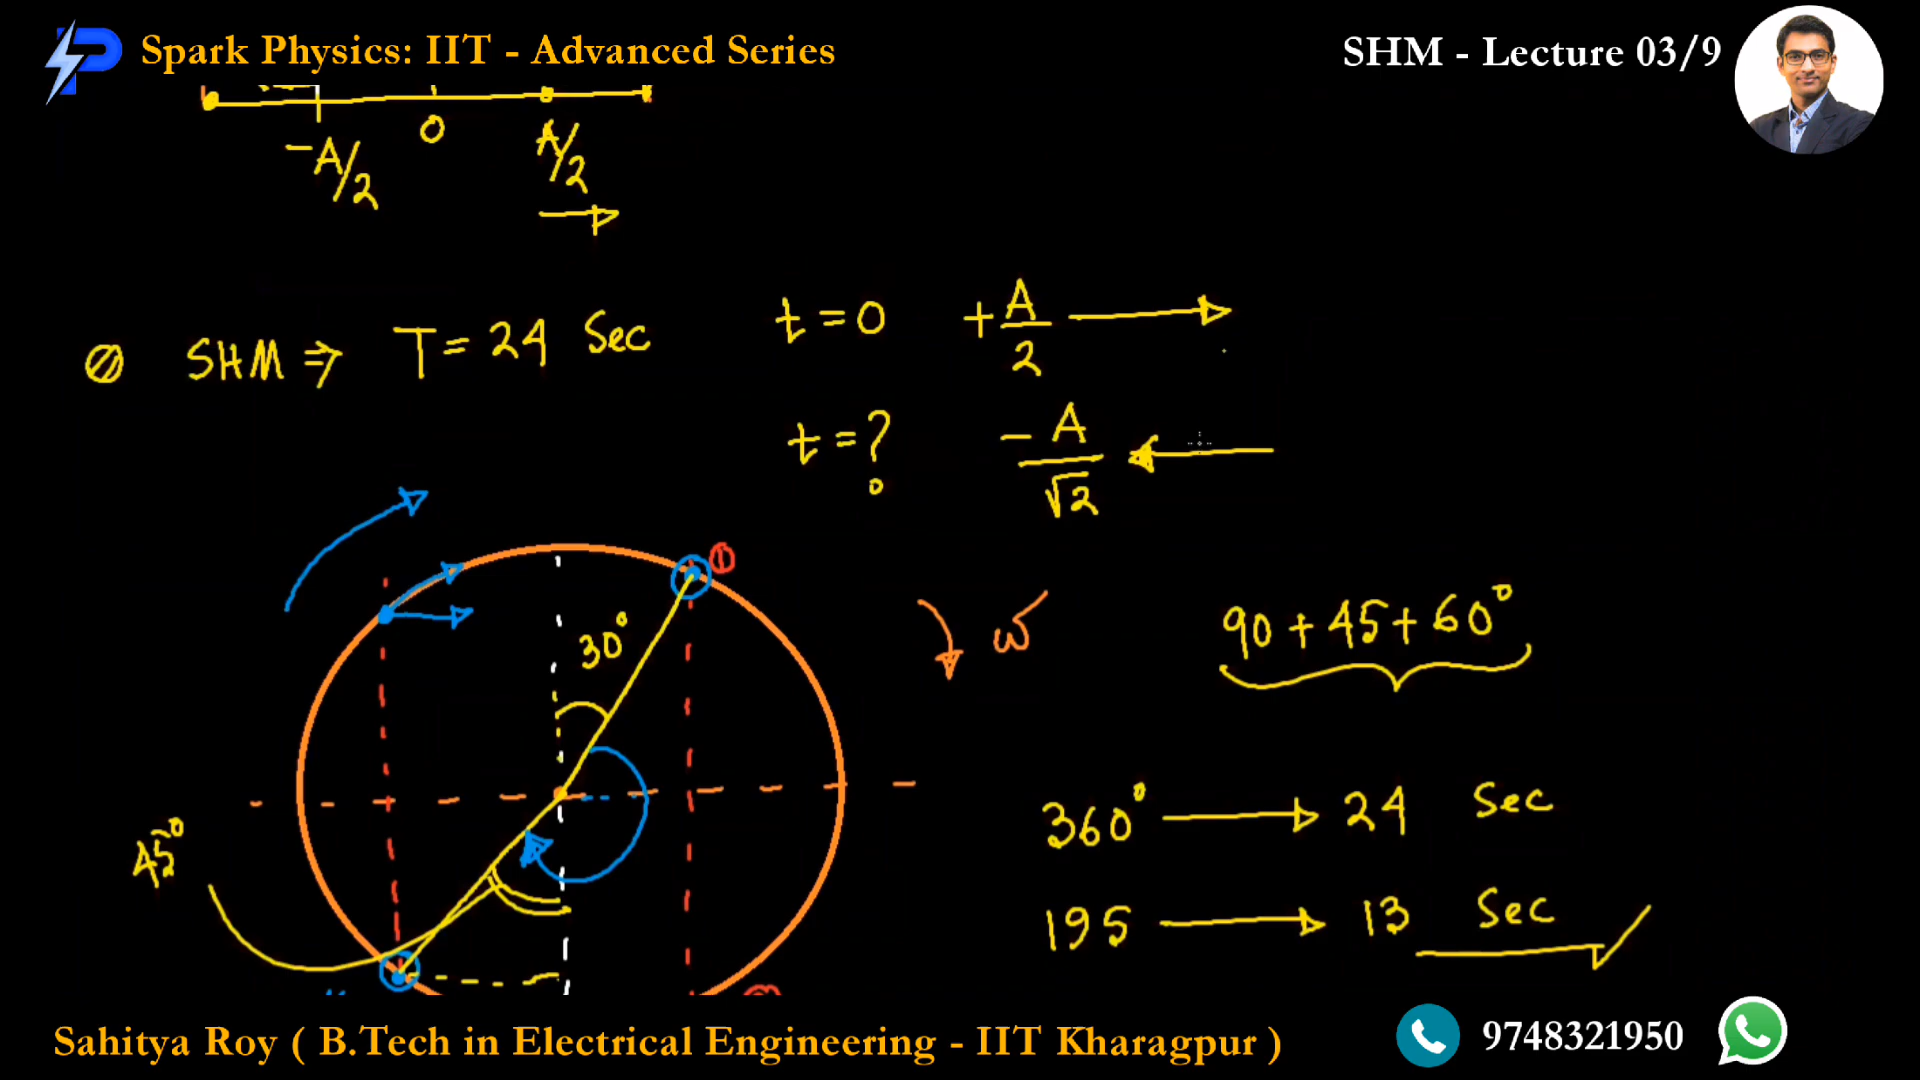 Spark Physics: IIT - Advanced Series
SHM - Lecture 03/9
-A/2 0 A/2
SHM ⇒ T = 24 Sec
t = 0 +A/2 →
t = ? -A/√2 ←
①
30°
ω
90 + 45 + 60°
45°
360° → 24 Sec
195 → 13 Sec
Sahitya Roy ( B.Tech in Electrical Engineering - IIT Kharagpur )
9748321950